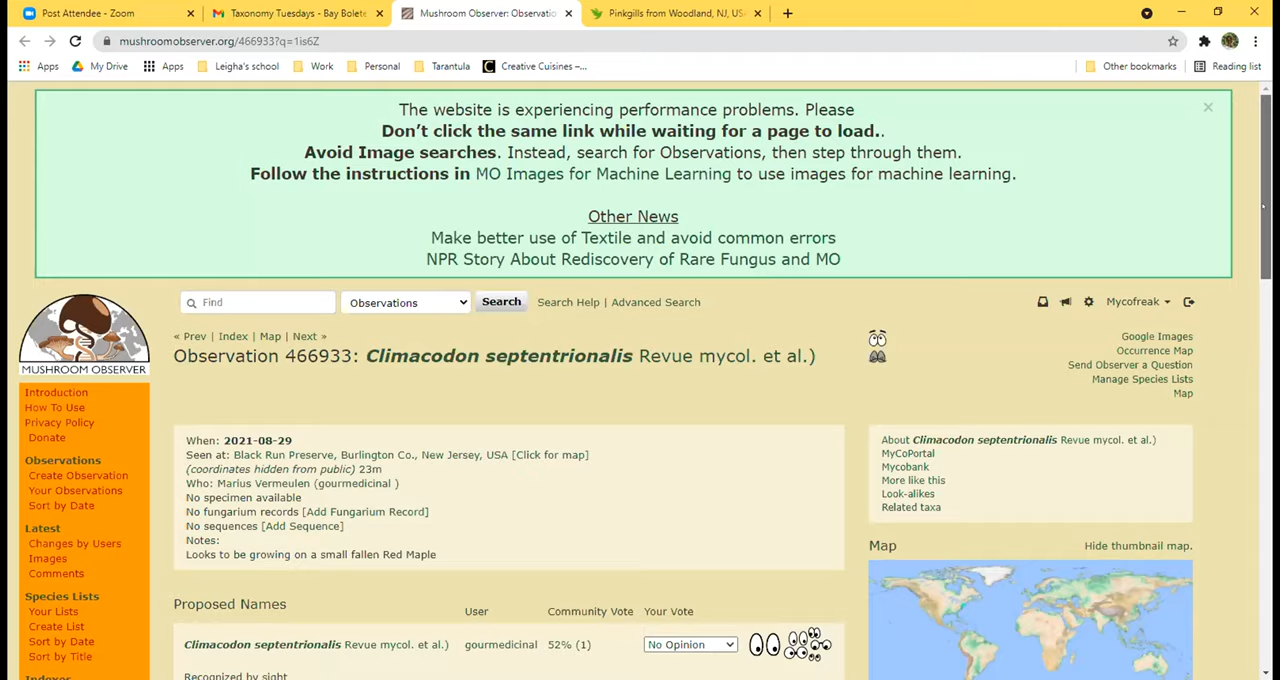 Post Attendee - Zoom
Taxonomy Tuesdays - Bay Bolete
Mushroom Observer: Observatio
Pinkgills from Woodland, NJ, US
mushroomobserver.org/466933?q=1is6Z
Apps
My Drive
Apps
Leigha's school
Work
Personal
Tarantula
Creative Cuisines –...
Other bookmarks
Reading list
The website is experiencing performance problems. Please
Don't click the same link while waiting for a page to load..
Avoid Image searches. Instead, search for Observations, then step through them.
Follow the instructions in MO Images for Machine Learning to use images for machine learning.
Other News
Make better use of Textile and avoid common errors
NPR Story About Rediscovery of Rare Fungus and MO
MUSHROOM OBSERVER
Find
Observations
Search
Search Help | Advanced Search
Mycofreak
« Prev | Index | Map | Next »
Observation 466933: Climacodon septentrionalis Revue mycol. et al.)
Google Images
Occurrence Map
Send Observer a Question
Manage Species Lists
Map
Introduction
How To Use
Privacy Policy
Donate
Observations
Create Observation
Your Observations
Sort by Date
Latest
Changes by Users
Images
Comments
Species Lists
Your Lists
Create List
Sort by Date
Sort by Title
Indexes
When: 2021-08-29
Seen at: Black Run Preserve, Burlington Co., New Jersey, USA [Click for map]
(coordinates hidden from public) 23m
Who: Marius Vermeulen (gourmedicinal )
No specimen available
No fungarium records [Add Fungarium Record]
No sequences [Add Sequence]
Notes:
Looks to be growing on a small fallen Red Maple
About Climacodon septentrionalis Revue mycol. et al.)
MyCoPortal
Mycobank
More like this
Look-alikes
Related taxa
Map
Hide thumbnail map.
Proposed Names
User
Community Vote
Your Vote
Climacodon septentrionalis Revue mycol. et al.)
gourmedicinal
52% (1)
No Opinion
Recognized by sight